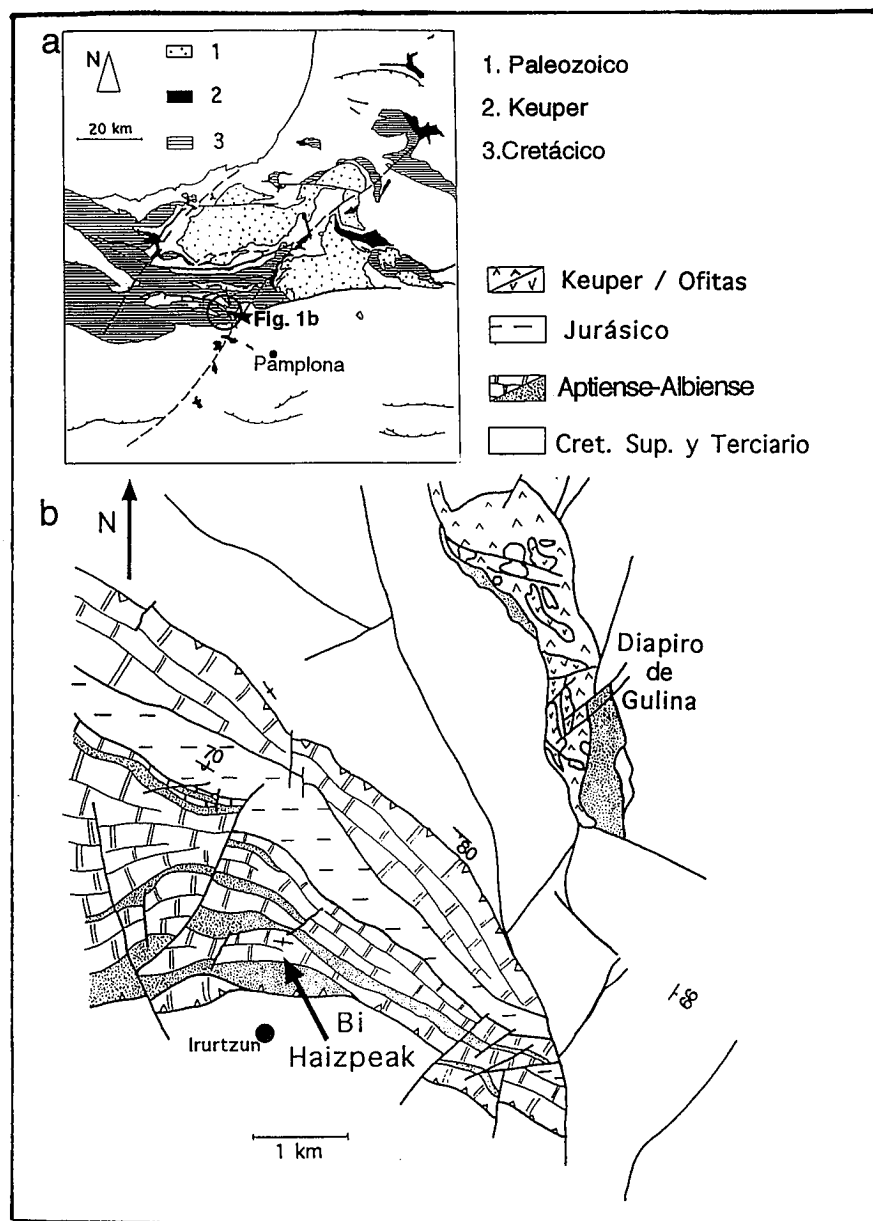 a
N
20 km
1
2
3
Fig. 1b
Pamplona
1. Paleozoico
2. Keuper
3.Cretácico
Keuper / Ofitas
Jurásico
Aptiense-Albiense
Cret. Sup. y Terciario
b
N
Diapiro
de
Gulina
70
80
Irurtzun
Bi
Haizpeak
1 km